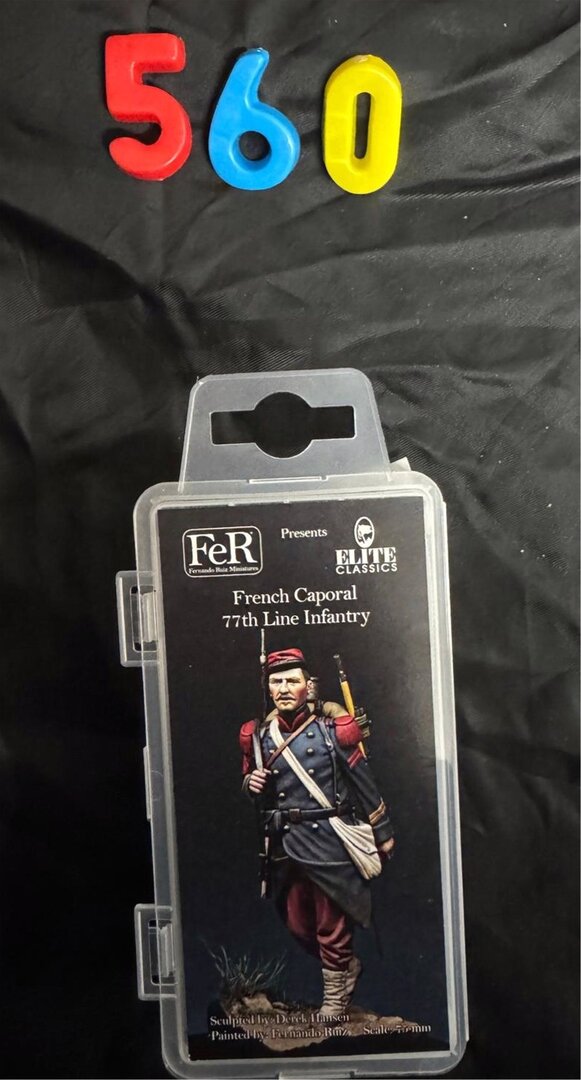 560
FeR
Fernando Ruiz Miniatures
Presents
ELITE
CLASSICS
French Caporal
77th Line Infantry
Sculpted by: Derek Hansen
Painted by: Fernando Ruiz
Scale: 75 mm